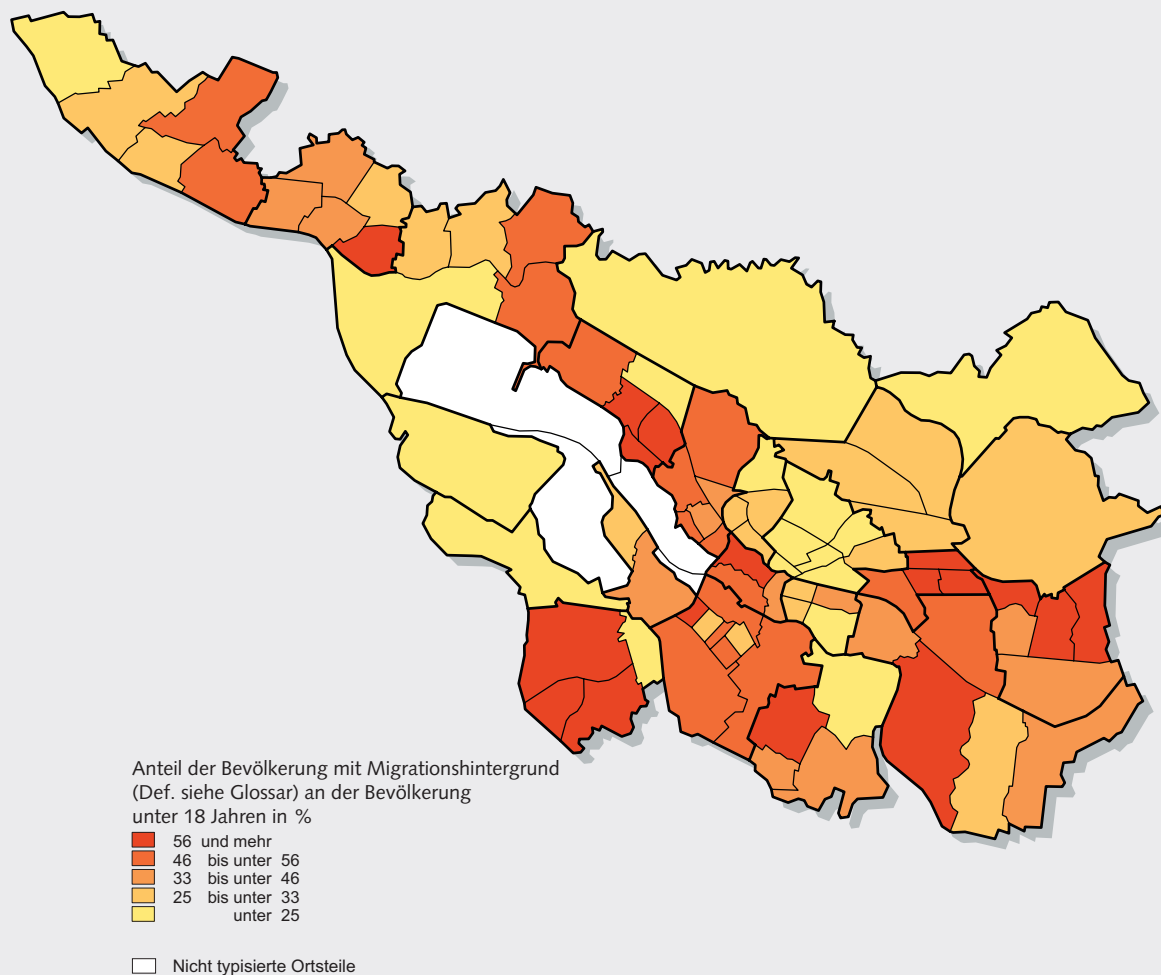 Anteil der Bevölkerung mit Migrationshintergrund
(Def. siehe Glossar) an der Bevölkerung
unter 18 Jahren in %
56 und mehr
46 bis unter 56
33 bis unter 46
25 bis unter 33
unter 25
Nicht typisierte Ortsteile